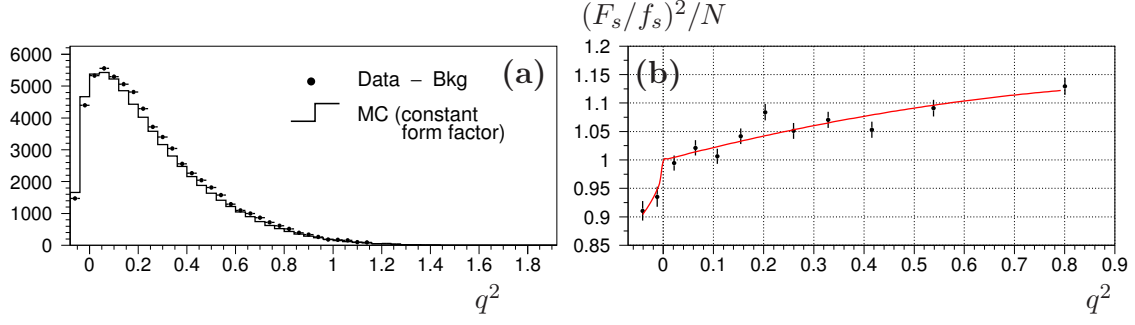 (F_s/f_s)^2/N
6000
5000
4000
3000
2000
1000
0
0 0.2 0.4 0.6 0.8 1 1.2 1.4 1.6 1.8
q^2
(a)
Data − Bkg
MC (constant
form factor)
1.2
1.15
1.1
1.05
1
0.95
0.9
0.85
0 0.1 0.2 0.3 0.4 0.5 0.6 0.7 0.8 0.9
q^2
(b)